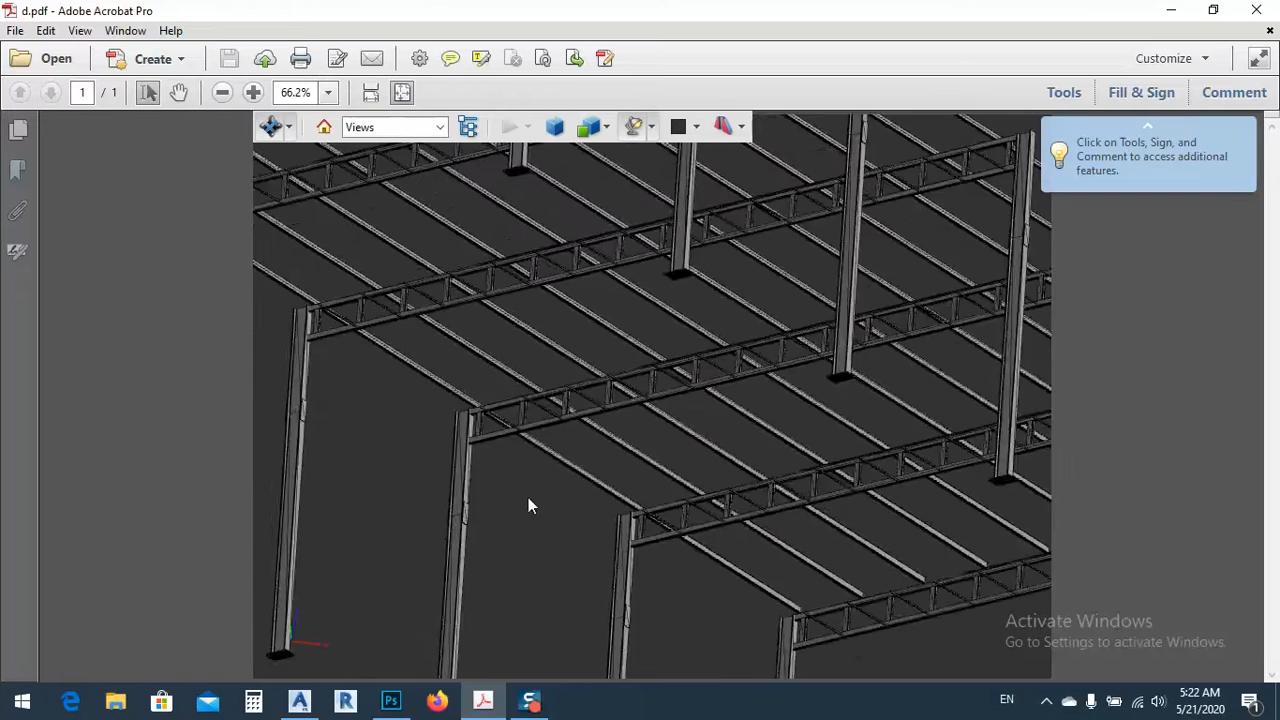 d.pdf - Adobe Acrobat Pro
File Edit View Window Help
Open Create Customize
1 / 1 66.2% Tools Fill & Sign Comment
Views
Click on Tools, Sign, and
Comment to access additional
features.
Activate Windows
Go to Settings to activate Windows.
EN 5:22 AM
5/21/2020